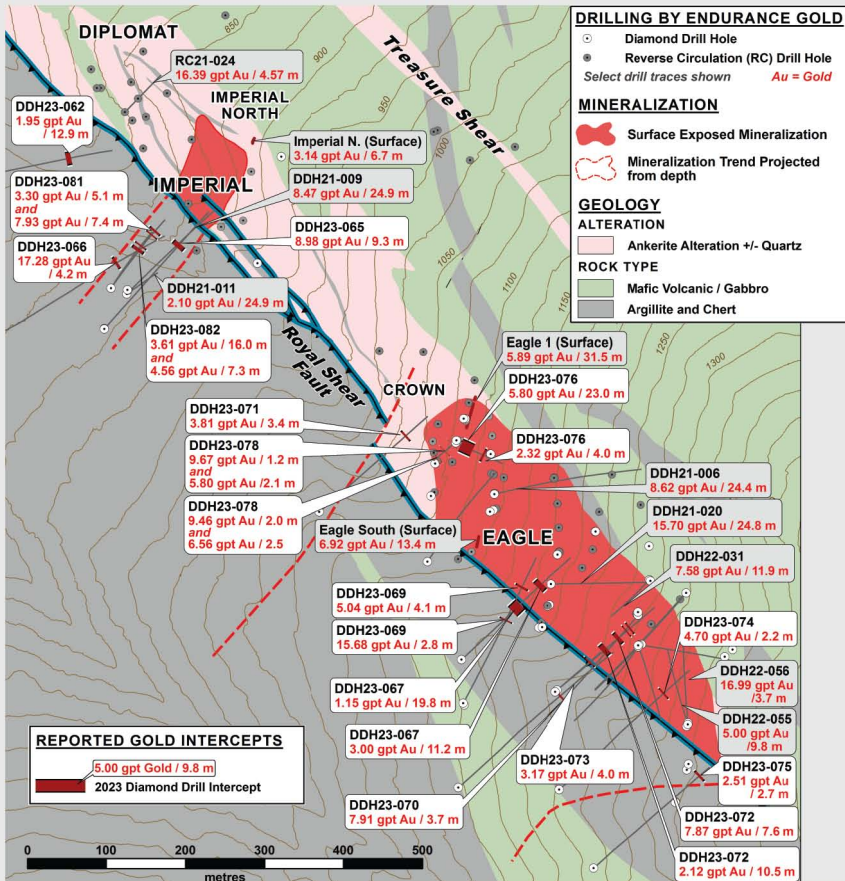 DRILLING BY ENDURANCE GOLD
Diamond Drill Hole
Reverse Circulation (RC) Drill Hole
Select drill traces shown
Au = Gold
MINERALIZATION
Surface Exposed Mineralization
Mineralization Trend Projected
from depth
GEOLOGY
ALTERATION
Ankerite Alteration +/- Quartz
ROCK TYPE
Mafic Volcanic / Gabbro
Argillite and Chert
DIPLOMAT
850
900
950
1000
1050
1100
1150
1250
1300
Treasure Shear
RC21-024
16.39 gpt Au / 4.57 m
IMPERIAL
NORTH
DDH23-062
1.95 gpt Au
/ 12.9 m
Imperial N. (Surface)
3.14 gpt Au / 6.7 m
DDH23-081
3.30 gpt Au / 5.1 m
and
7.93 gpt Au / 7.4 m
IMPERIAL
DDH21-009
8.47 gpt Au / 24.9 m
DDH23-065
8.98 gpt Au / 9.3 m
DDH23-066
17.28 gpt Au
/ 4.2 m
DDH21-011
2.10 gpt Au / 24.9 m
DDH23-082
3.61 gpt Au / 16.0 m
and
4.56 gpt Au / 7.3 m
Royal Shear
Fault
CROWN
Eagle 1 (Surface)
5.89 gpt Au / 31.5 m
DDH23-076
5.80 gpt Au / 23.0 m
DDH23-071
3.81 gpt Au / 3.4 m
DDH23-076
2.32 gpt Au / 4.0 m
DDH23-078
9.67 gpt Au / 1.2 m
and
5.80 gpt Au /2.1 m
DDH21-006
8.62 gpt Au / 24.4 m
DDH23-078
9.46 gpt Au / 2.0 m
and
6.56 gpt Au / 2.5
DDH21-020
15.70 gpt Au / 24.8 m
Eagle South (Surface)
6.92 gpt Au / 13.4 m
EAGLE
DDH22-031
7.58 gpt Au / 11.9 m
DDH23-069
5.04 gpt Au / 4.1 m
DDH23-074
4.70 gpt Au / 2.2 m
DDH23-069
15.68 gpt Au / 2.8 m
DDH22-056
16.99 gpt Au
/3.7 m
DDH23-067
1.15 gpt Au / 19.8 m
DDH22-055
5.00 gpt Au
/9.8 m
DDH23-067
3.00 gpt Au / 11.2 m
DDH23-073
3.17 gpt Au / 4.0 m
DDH23-075
2.51 gpt Au
/ 2.7 m
DDH23-070
7.91 gpt Au / 3.7 m
DDH23-072
7.87 gpt Au / 7.6 m
DDH23-072
2.12 gpt Au / 10.5 m
REPORTED GOLD INTERCEPTS
5.00 gpt Gold / 9.8 m
2023 Diamond Drill Intercept
0 100 200 300 400 500
metres